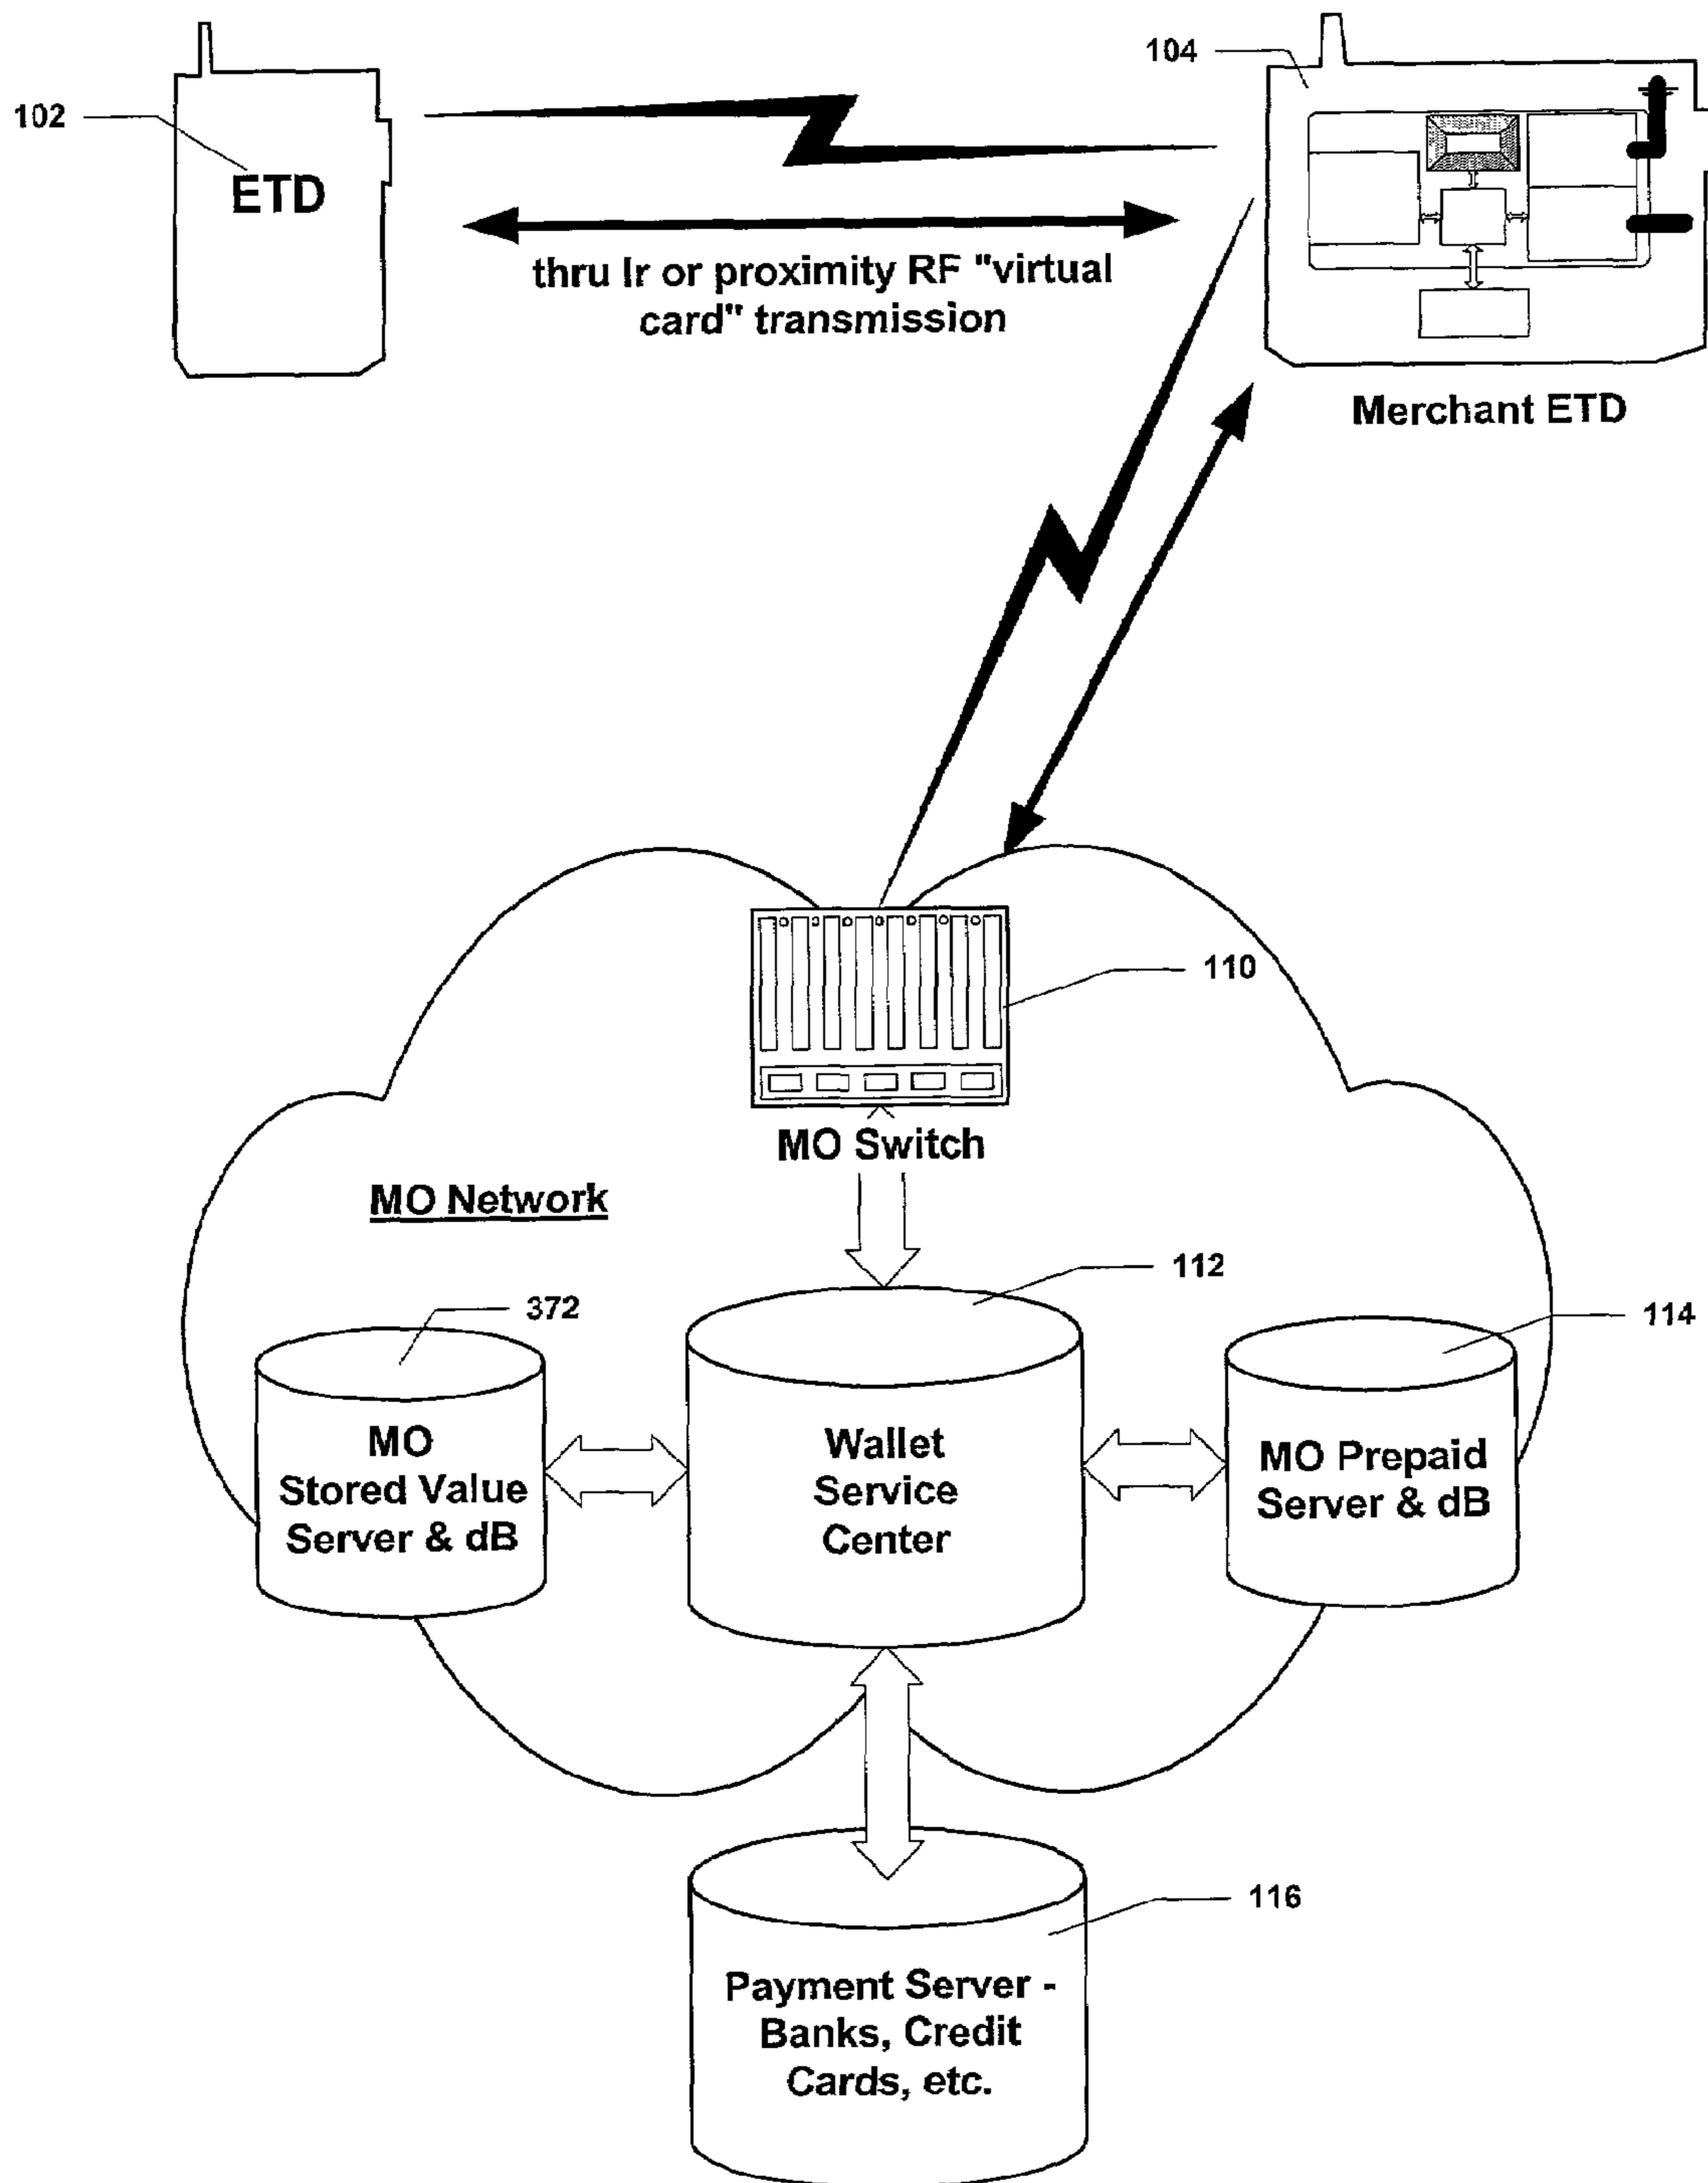 104
102
ETD
thru Ir or proximity RF "virtual
card" transmission
Merchant ETD
110
MO Switch
MO Network
112
372
114
MO
Stored Value
Server & dB
Wallet
Service
Center
MO Prepaid
Server & dB
116
Payment Server -
Banks, Credit
Cards, etc.